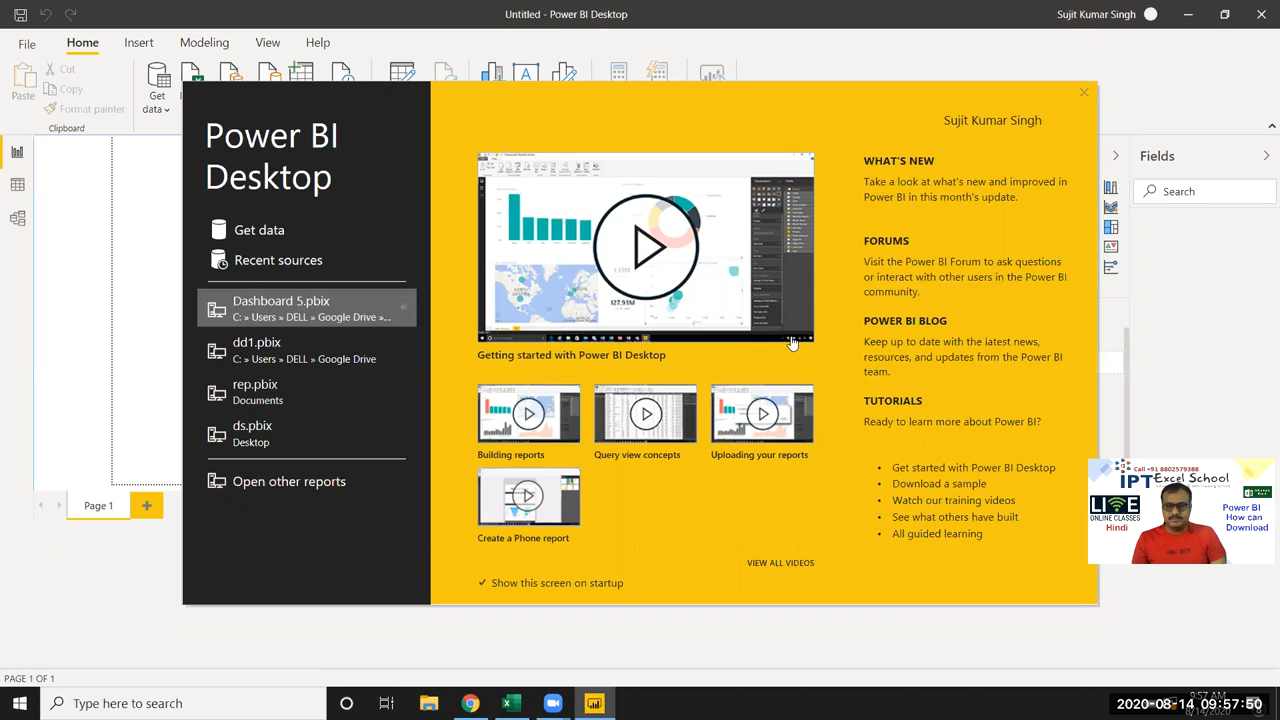 Untitled - Power BI Desktop
Sujit Kumar Singh
File
Home
Insert
Modeling
View
Help
Paste
Cut
Copy
Format painter
Clipboard
Get
data
Power BI
Desktop
Get data
Recent sources
Dashboard 5.pbix
C: » Users » DELL » Google Drive »...
dd1.pbix
C: » Users » DELL » Google Drive
rep.pbix
Documents
ds.pbix
Desktop
Open other reports
Getting started with Power BI Desktop
Building reports
Query view concepts
Uploading your reports
Create a Phone report
VIEW ALL VIDEOS
Show this screen on startup
Sujit Kumar Singh
WHAT'S NEW
Take a look at what's new and improved in
Power BI in this month's update.
FORUMS
Visit the Power BI Forum to ask questions
or interact with other users in the Power BI
community.
POWER BI BLOG
Keep up to date with the latest news,
resources, and updates from the Power BI
team.
TUTORIALS
Ready to learn more about Power BI?
• Get started with Power BI Desktop
• Download a sample
• Watch our training videos
• See what others have built
• All guided learning
Fields
Search
Call +91 8802579388
iPT Excel School
LIVE
ONLINE CLASSES
Hindi
Power BI
How can
Download
Page 1
PAGE 1 OF 1
Type here to search
9:57 AM
8/14/2020
2020-08-14 09:57:50